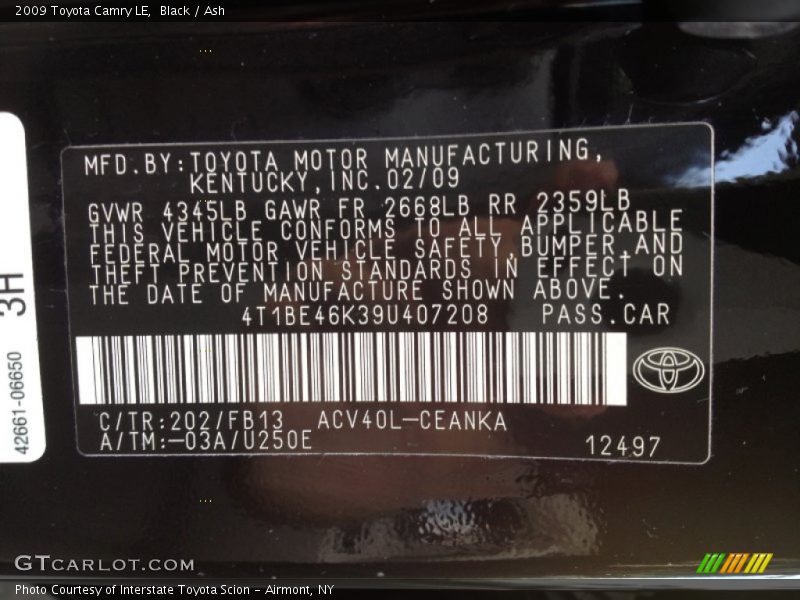 2009 Toyota Camry LE, Black / Ash
MFD.BY:TOYOTA MOTOR MANUFACTURING,
KENTUCKY,INC.02/09
GVWR 4345LB GAWR FR 2668LB RR 2359LB
THIS VEHICLE CONFORMS TO ALL APPLICABLE
FEDERAL MOTOR VEHICLE SAFETY,BUMPER,AND
THEFT PREVENTION STANDARDS IN EFFECT ON
THE DATE OF MANUFACTURE SHOWN ABOVE.
4T1BE46K39U407208 PASS.CAR
C/TR:202/FB13 ACV40L-CEANKA
A/TM:-03A/U250E
12497
3H
42661-06650
GTCARLOT.COM
Photo Courtesy of Interstate Toyota Scion - Airmont, NY